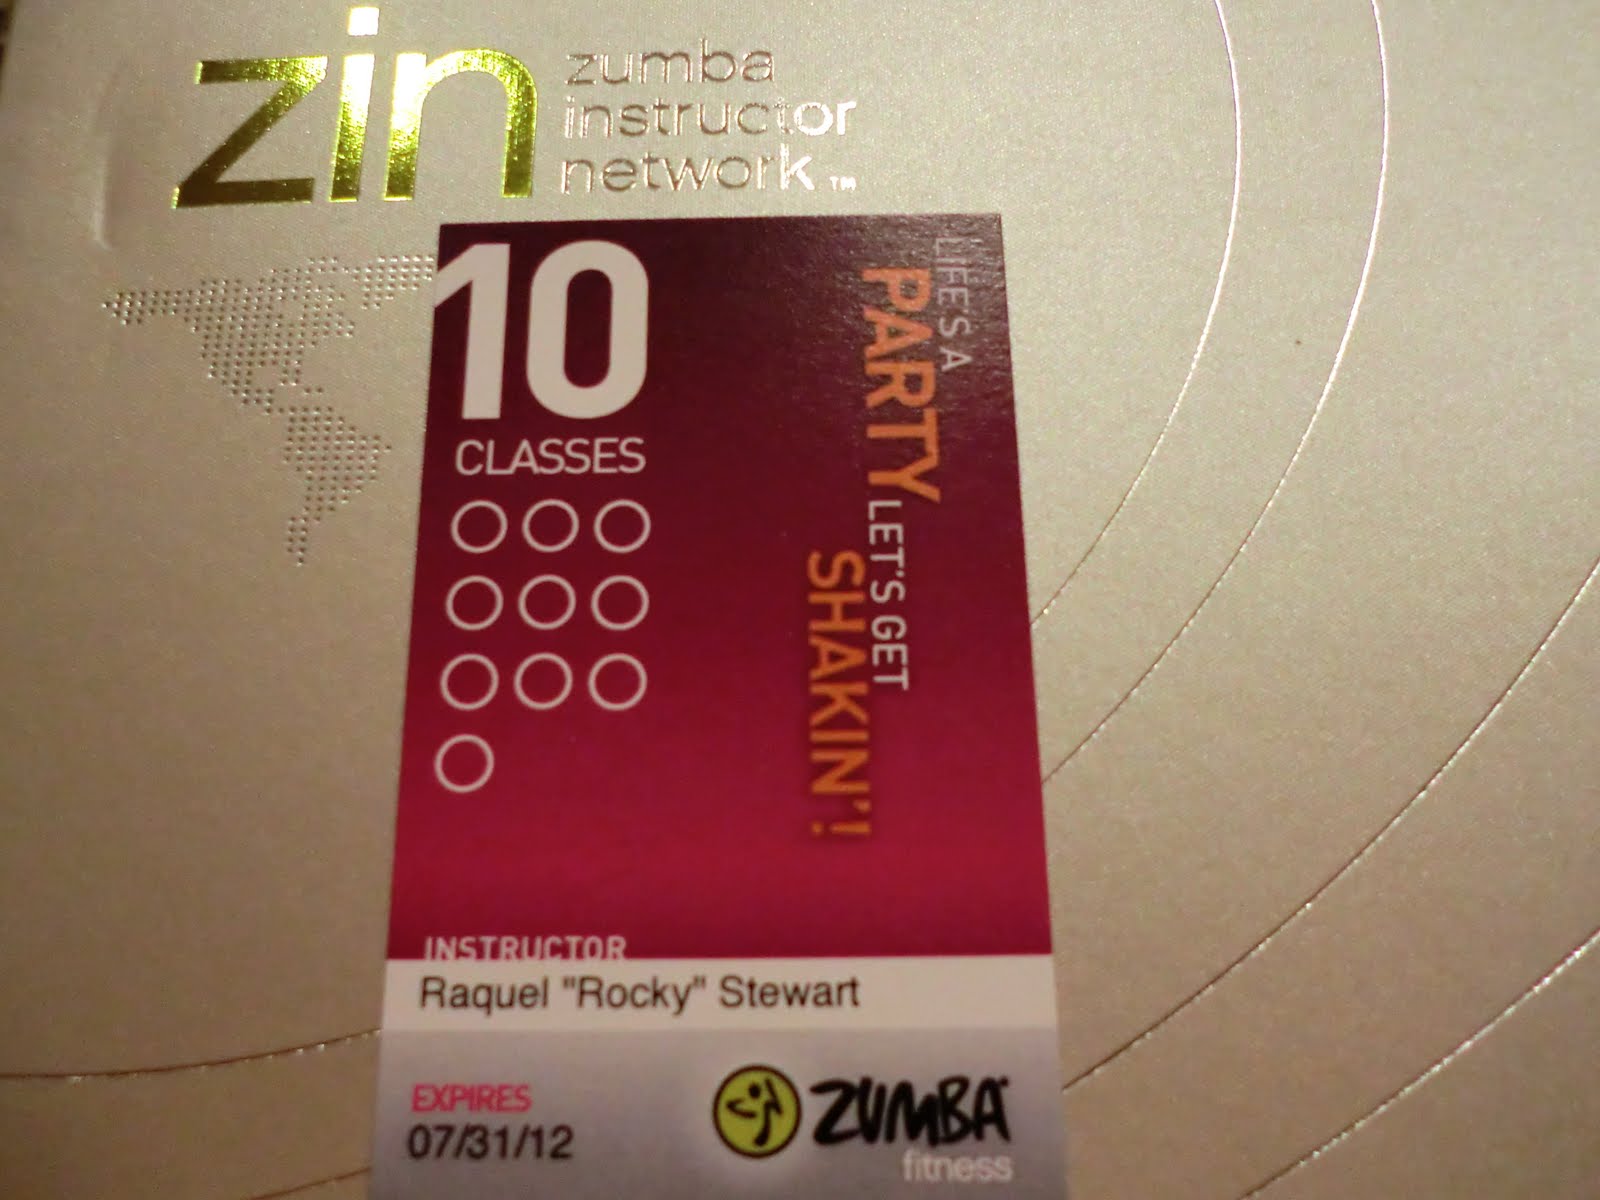 zin
zumba
instructor
network™
10
CLASSES
LIFE'S A
PARTY
LET'S GET
SHAKIN'!
INSTRUCTOR
Raquel "Rocky" Stewart
EXPIRES
07/31/12
ZUMBA
fitness